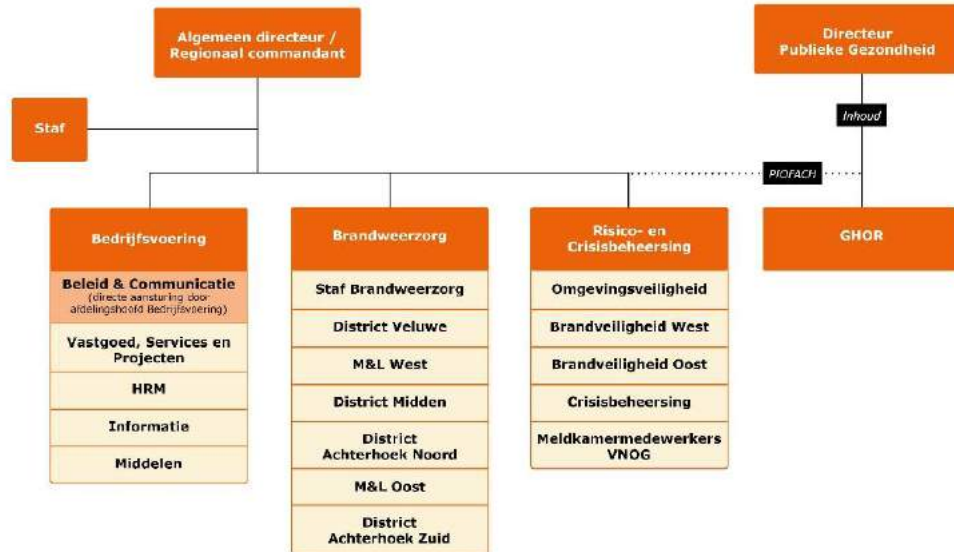 Algemeen directeur /
Regionaal commandant
Directeur
Publieke Gezondheid
Staf
Inhoud
PIOFACH
Bedrijfsvoering
Beleid & Communicatie
(directe aansturing door
afdelingshoofd Bedrijfsvoering)
Vastgoed, Services en
Projecten
HRM
Informatie
Middelen
Brandweerzorg
Staf Brandweerzorg
District Veluwe
M&L West
District Midden
District
Achterhoek Noord
M&L Oost
District
Achterhoek Zuid
Risico- en
Crisisbeheersing
Omgevingsveiligheid
Brandveiligheid West
Brandveiligheid Oost
Crisisbeheersing
Meldkamermedewerkers
VNOG
GHOR